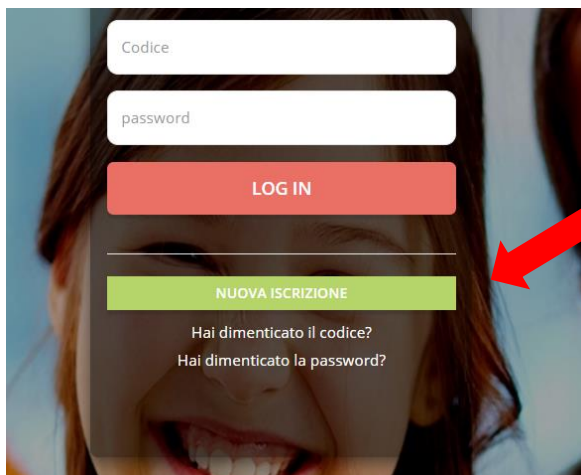 Codice
password
LOG IN
NUOVA ISCRIZIONE
Hai dimenticato il codice?
Hai dimenticato la password?